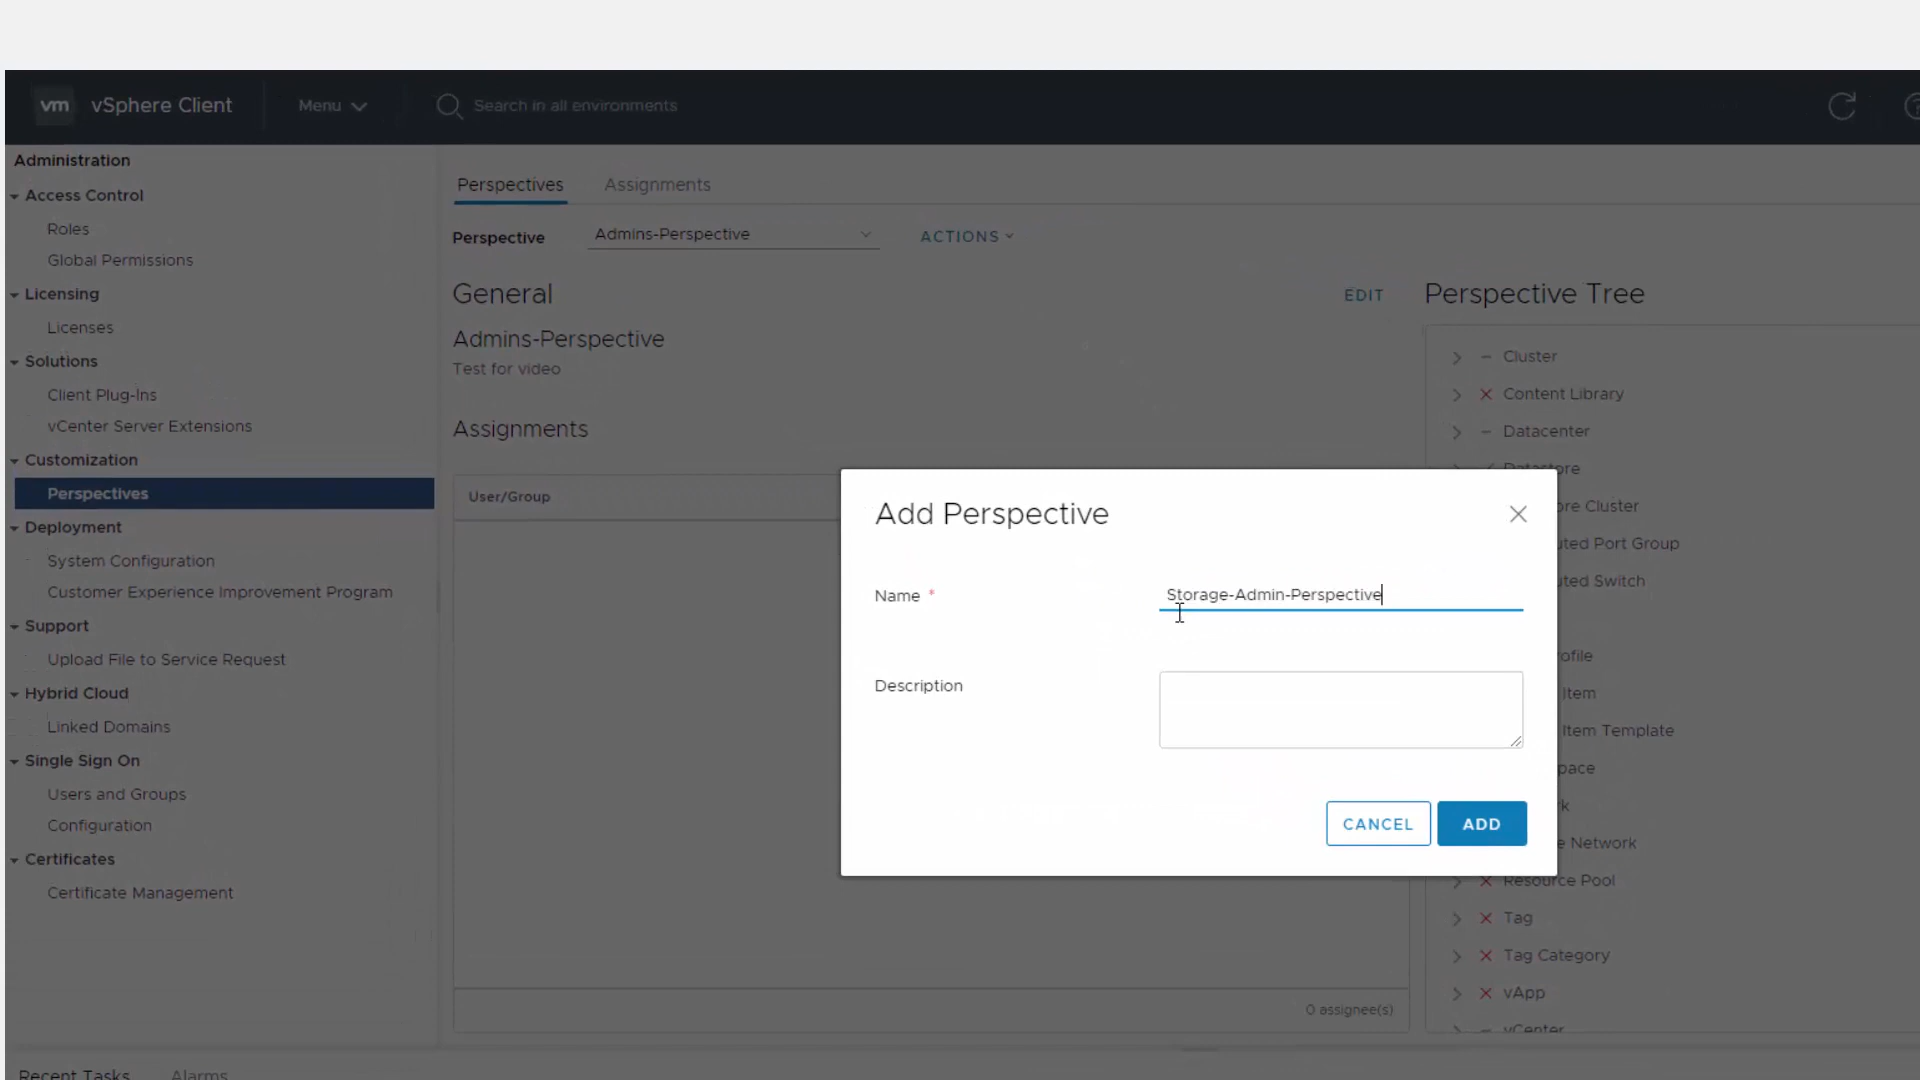 vm vSphere Client Menu Search in all environments
Administration
Access Control
Roles
Global Permissions
Licensing
Licenses
Solutions
Client Plug-Ins
vCenter Server Extensions
Customization
Perspectives
Deployment
System Configuration
Customer Experience Improvement Program
Support
Upload File to Service Request
Hybrid Cloud
Linked Domains
Single Sign On
Users and Groups
Configuration
Certificates
Certificate Management
Perspectives Assignments
Perspective Admins-Perspective ACTIONS
General EDIT
Admins-Perspective
Test for video
Assignments
User/Group
0 assignee(s)
Perspective Tree
Cluster
Content Library
Datacenter
Datastore
ore Cluster
uted Port Group
uted Switch
ofile
Item
Item Template
pace
k
e Network
Resource Pool
Tag
Tag Category
vApp
vCenter
Add Perspective
Name * Storage-Admin-Perspective
Description
CANCEL ADD
Recent Tasks Alarms